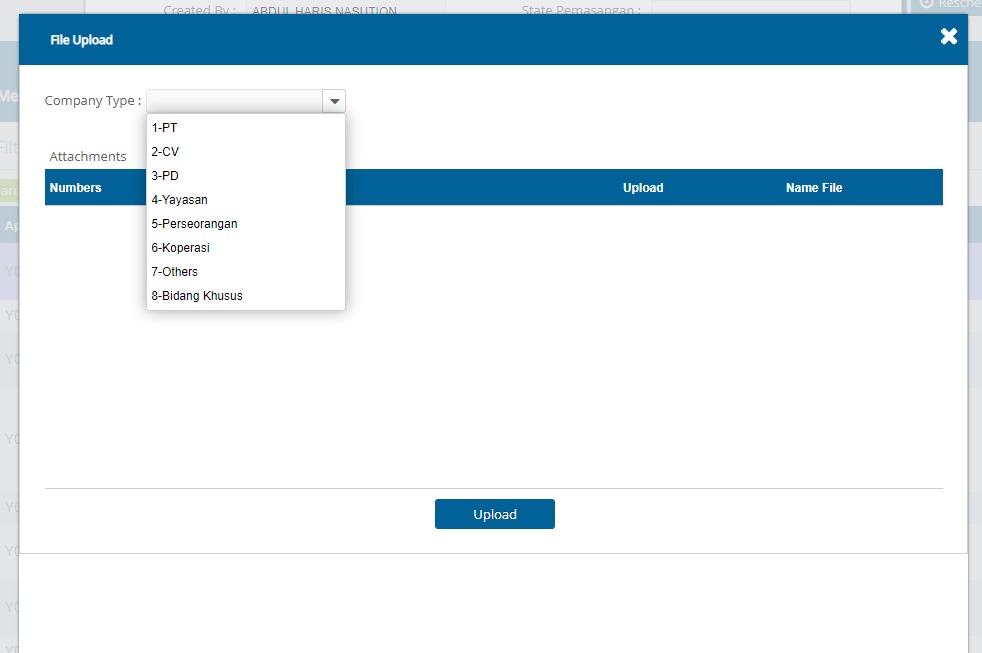 Created By : ABDUL HARIS NASUTION State Pemasangan :
File Upload
Company Type :
1-PT
2-CV
3-PD
4-Yayasan
5-Perseorangan
6-Koperasi
7-Others
8-Bidang Khusus
Attachments
Numbers Upload Name File
Upload